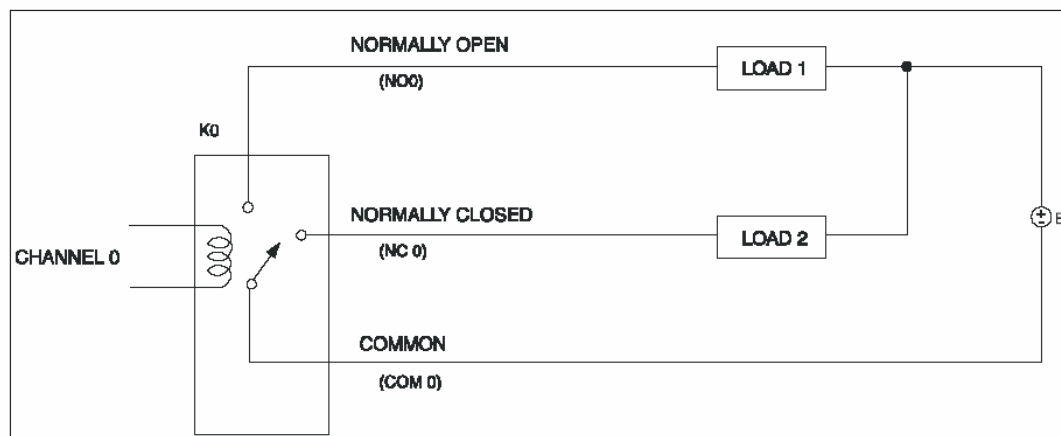 NORMALLY OPEN
(NO0)
LOAD 1
K0
NORMALLY CLOSED
(NC 0)
LOAD 2
CHANNEL 0
E
COMMON
(COM 0)